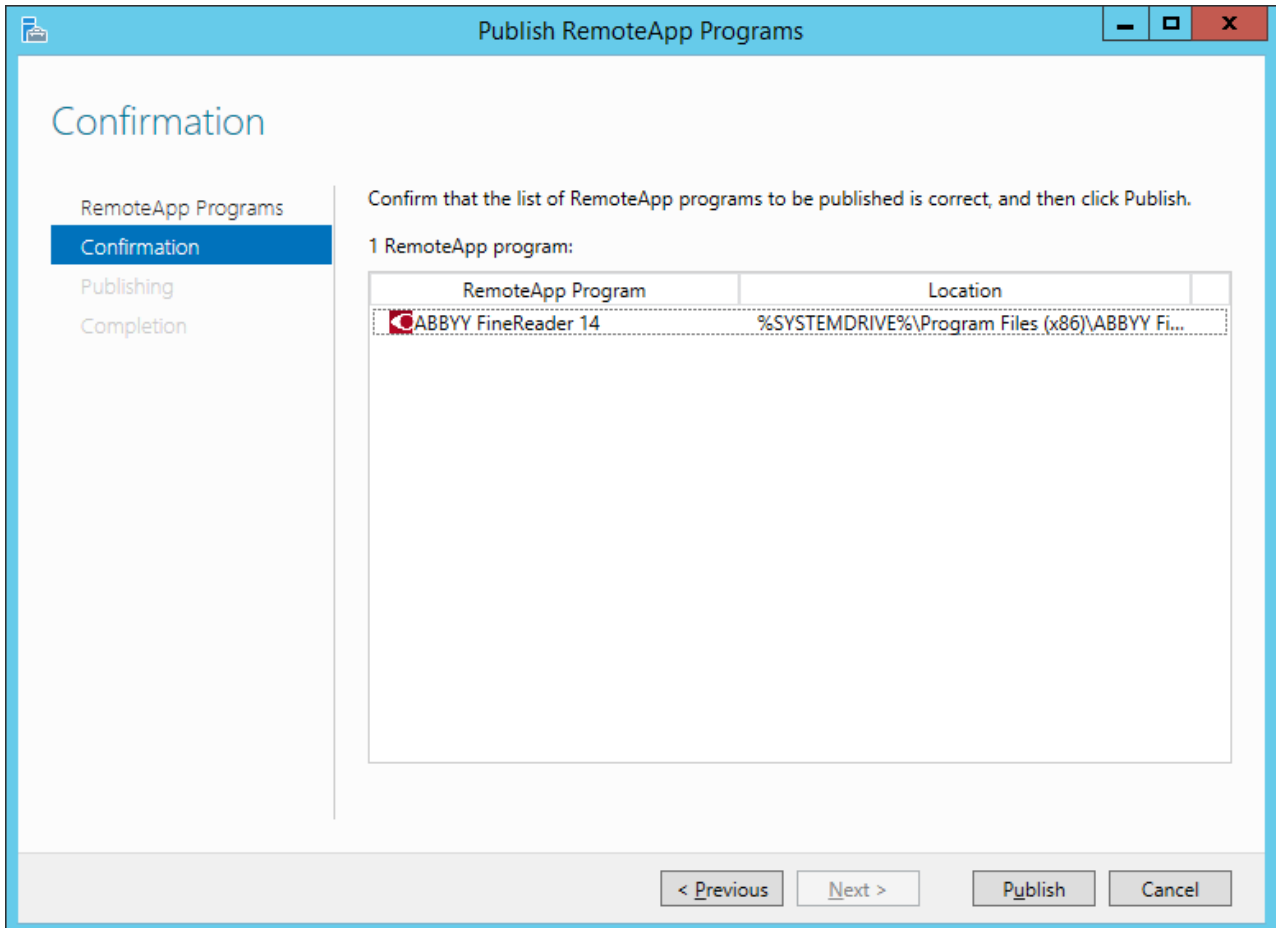 Publish RemoteApp Programs
Confirmation
RemoteApp Programs
Confirmation
Publishing
Completion
Confirm that the list of RemoteApp programs to be published is correct, and then click Publish.
1 RemoteApp program:
RemoteApp Program Location
ABBYY FineReader 14 %SYSTEMDRIVE%\Program Files (x86)\ABBYY Fi...
< Previous Next > Publish Cancel